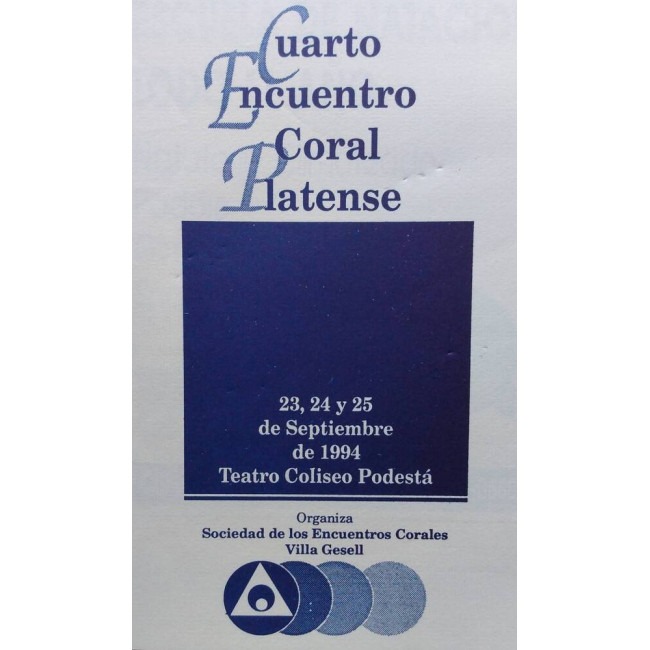 Cuarto
Encuentro
Coral
Platense
23, 24 y 25
de Septiembre
de 1994
Teatro Coliseo Podestá
Organiza
Sociedad de los Encuentros Corales
Villa Gesell